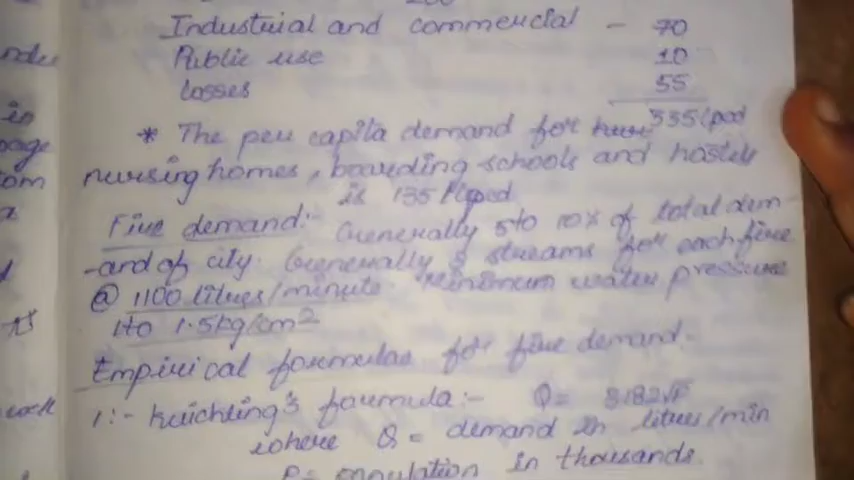 Industrial and commercial - 70
Public use 10
losses 55
* The per capita demand for 335 lpcd
nursing homes, boarding schools and hostels
is 135 lpcd
Fire demand:- Generally 5 to 10% of total dem-
-and of city. Generally 3 streams for each fire
@ 1100 litres/minute. Minimum water pressure
1 to 1.5kg/cm2
Empirical formulas for fire demand.
1:- Kuichling's formula:- Q= 3182√P
where Q = demand in litres/min
P= population in thousands.